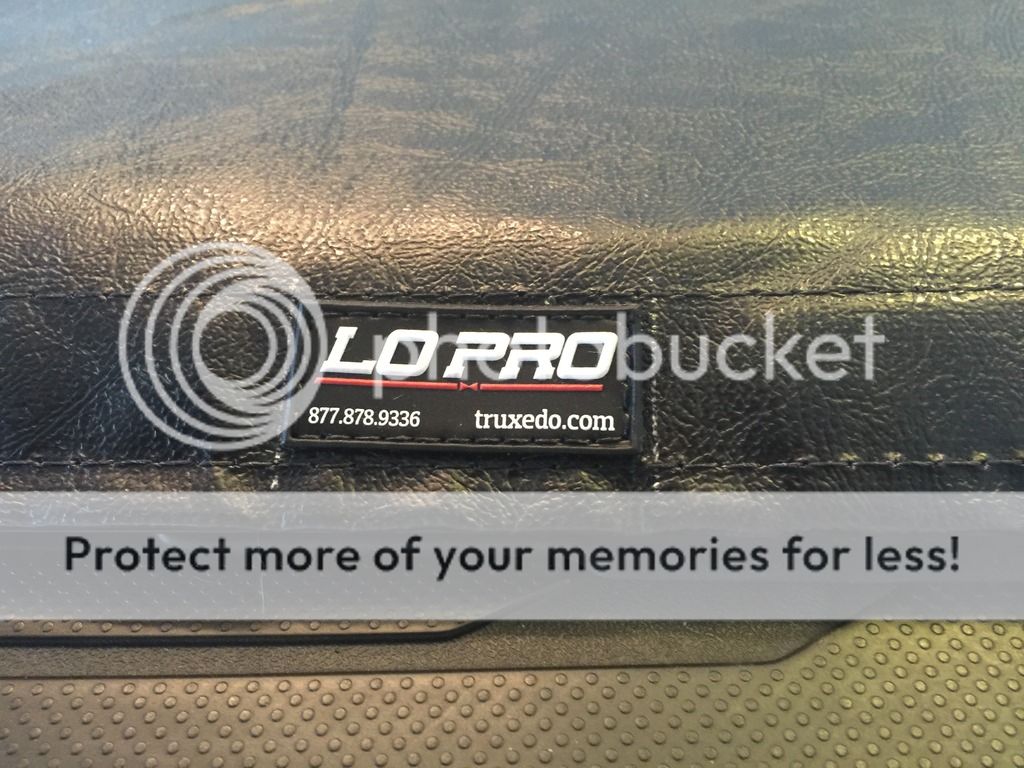 LO PRO
photobucket
877.878.9336 truxedo.com
Protect more of your memories for less!